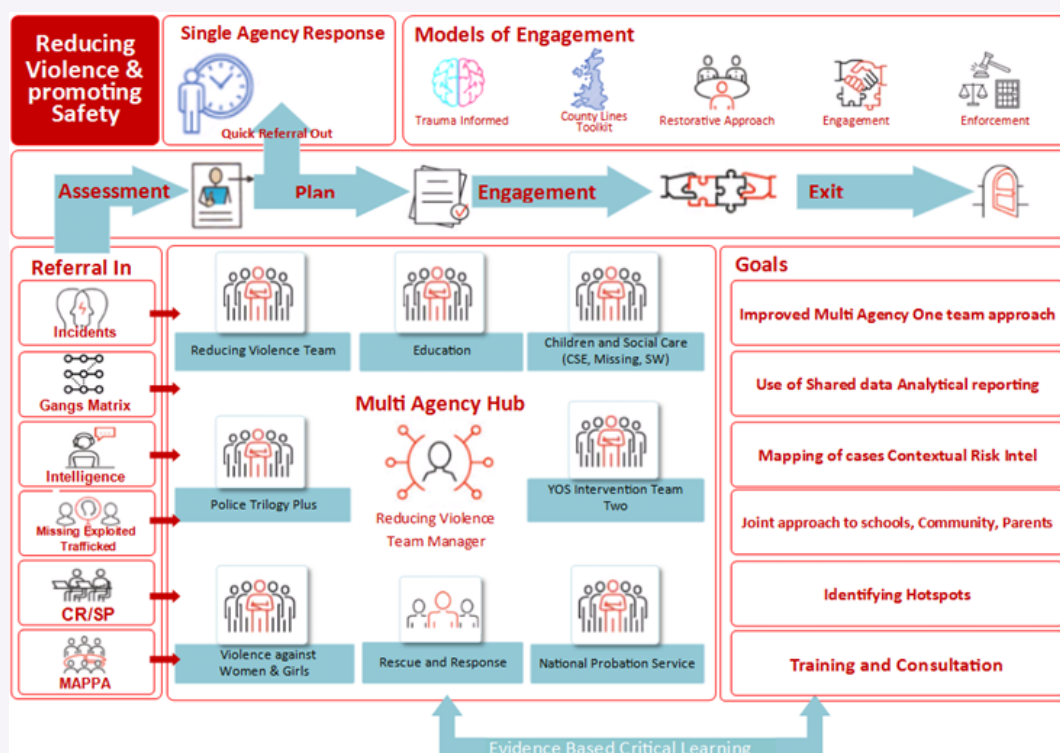 Reducing
Violence &
promoting
Safety
Single Agency Response
Quick Referral Out
Models of Engagement
Trauma Informed
County Lines
Toolkit
Restorative Approach
Engagement
Enforcement
Assessment
Plan
Engagement
Exit
Referral In
Incidents
Gangs Matrix
Intelligence
Missing Exploited
Trafficked
CR/SP
MAPPA
Reducing Violence Team
Education
Children and Social Care
(CSE, Missing, SW)
Multi Agency Hub
Police Trilogy Plus
Reducing Violence
Team Manager
YOS Intervention Team
Two
Violence against
Women & Girls
Rescue and Response
National Probation Service
Goals
Improved Multi Agency One team approach
Use of Shared data Analytical reporting
Mapping of cases Contextual Risk Intel
Joint approach to schools, Community, Parents
Identifying Hotspots
Training and Consultation
Evidence Based Critical Learning